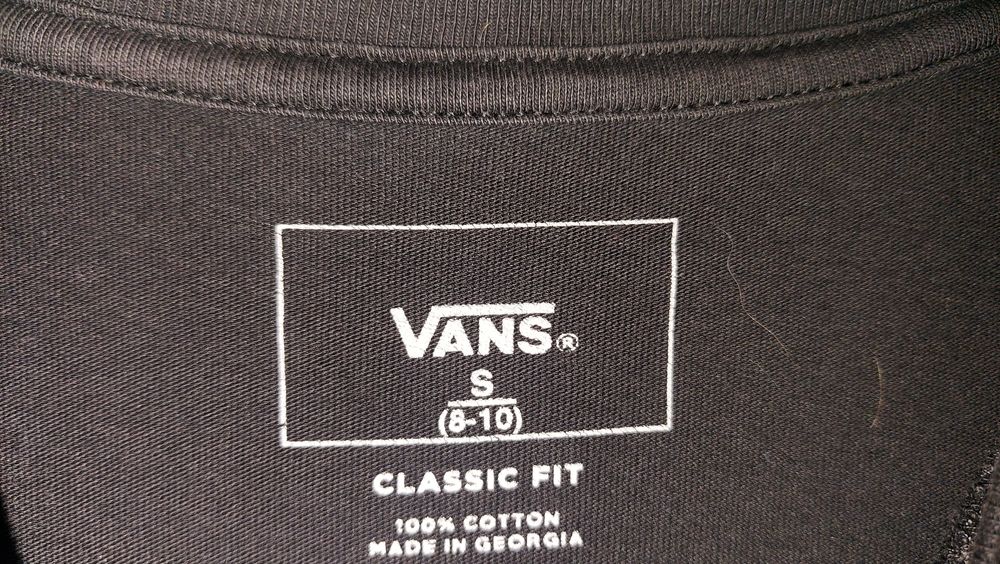 VANS®
S
(8-10)
CLASSIC FIT
100% COTTON
MADE IN GEORGIA